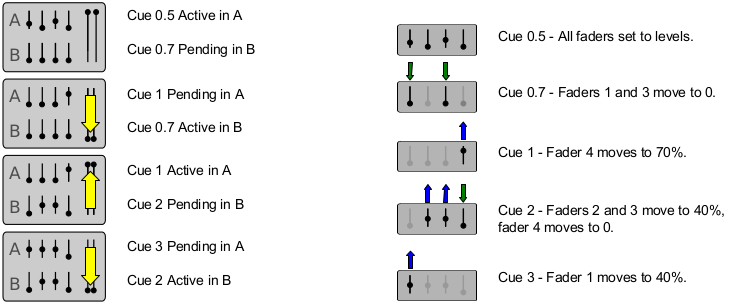 A
Cue 0.5 Active in A
B
Cue 0.7 Pending in B
A
Cue 1 Pending in A
B
Cue 0.7 Active in B
A
Cue 1 Active in A
B
Cue 2 Pending in B
A
Cue 3 Pending in A
B
Cue 2 Active in B
Cue 0.5 - All faders set to levels.
Cue 0.7 - Faders 1 and 3 move to 0.
Cue 1 - Fader 4 moves to 70%.
Cue 2 - Faders 2 and 3 move to 40%,
fader 4 moves to 0.
Cue 3 - Fader 1 moves to 40%.